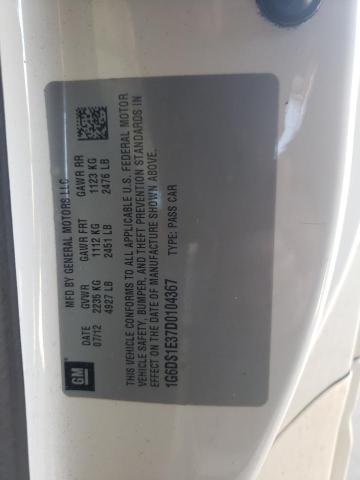 GM
MFD BY GENERAL MOTORS LLC
DATE GVWR GAWR FRT GAWR RR
07/12 2235 KG 1112 KG 1123 KG
4927 LB 2451 LB 2476 LB
THIS VEHICLE CONFORMS TO ALL APPLICABLE U.S. FEDERAL MOTOR
VEHICLE SAFETY, BUMPER, AND THEFT PREVENTION STANDARDS IN
EFFECT ON THE DATE OF MANUFACTURE SHOWN ABOVE.
1G6DS1E37D0104367 TYPE: PASS CAR